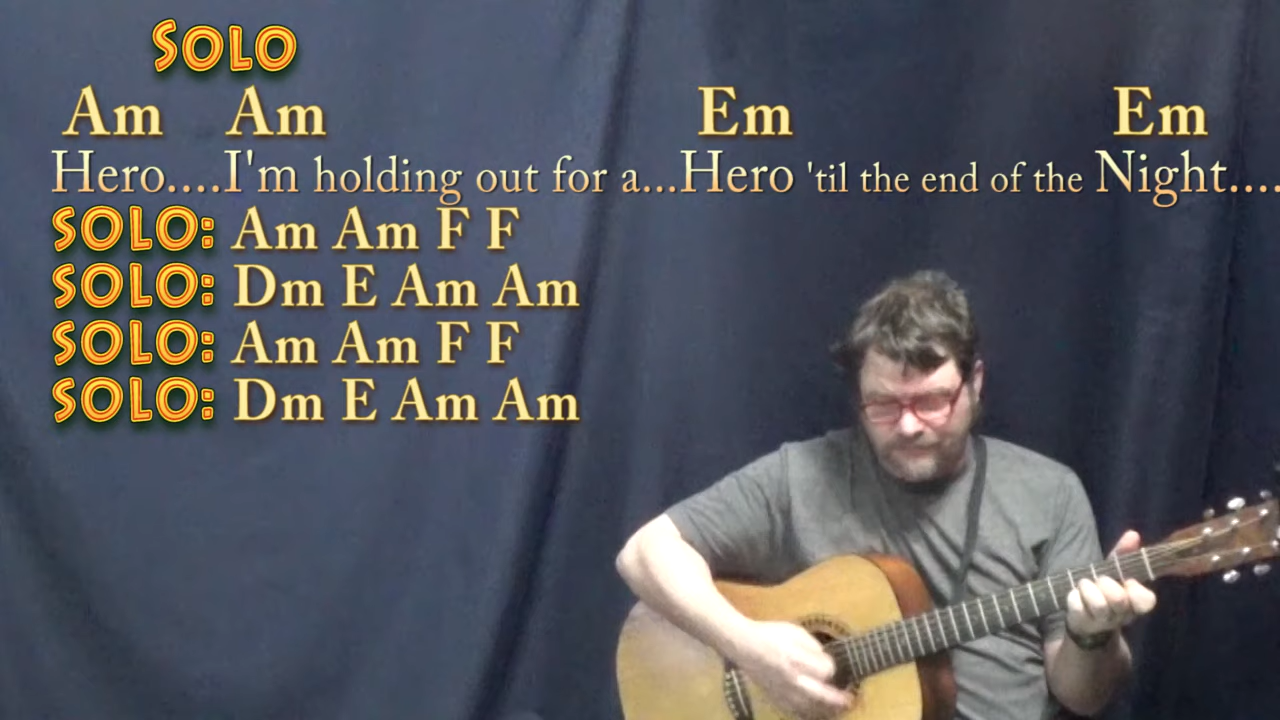 SOLO
Am Am Em Em
Hero....I'm holding out for a...Hero 'til the end of the Night....
SOLO: Am Am F F
SOLO: Dm E Am Am
SOLO: Am Am F F
SOLO: Dm E Am Am